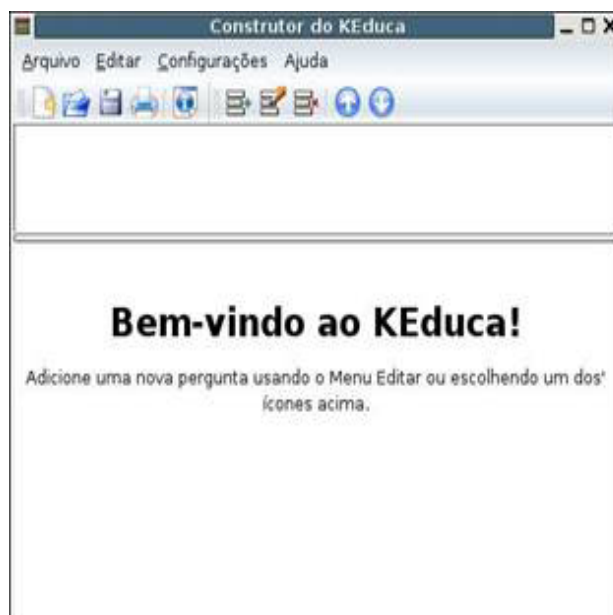 Construtor do KEduca
Arquivo Editar Configurações Ajuda
Bem-vindo ao KEduca!
Adicione uma nova pergunta usando o Menu Editar ou escolhendo um dos'
ícones acima.